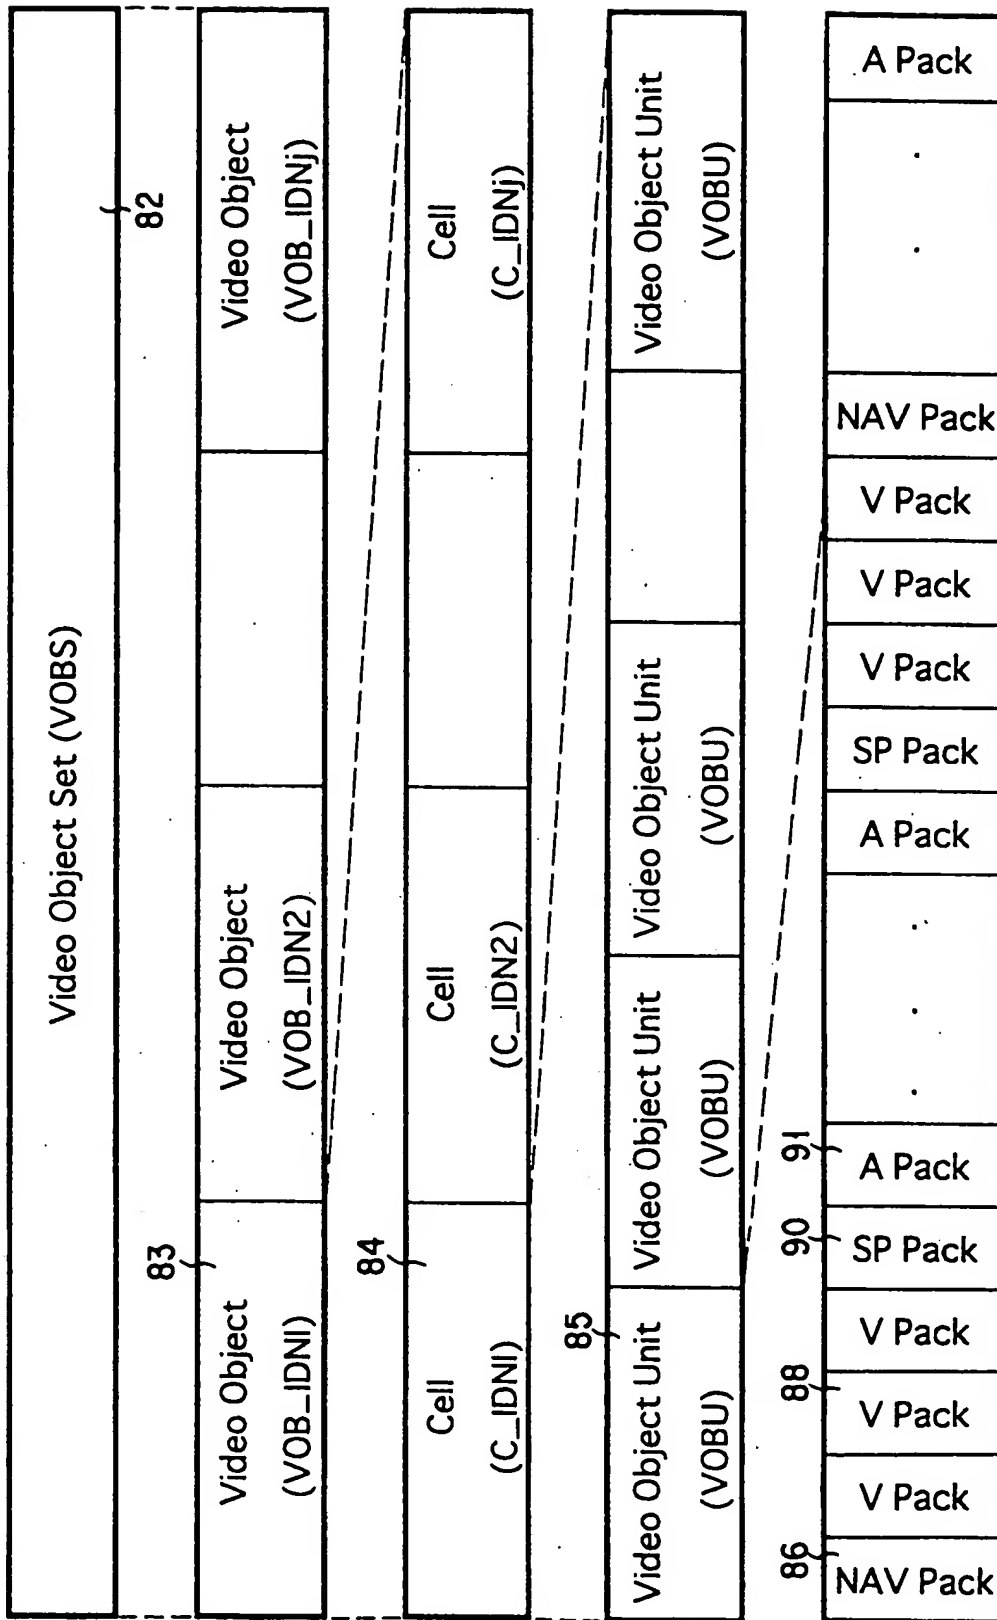 Video Object Set (VOBS)
82
83
Video Object
(VOB_IDNI)
Video Object
(VOB_IDN2)
Video Object
(VOB_IDNj)
84
Cell
(C_IDNI)
Cell
(C_IDN2)
Cell
(C_IDNj)
85
Video Object Unit
(VOBU)
Video Object Unit
(VOBU)
Video Object Unit
(VOBU)
Video Object Unit
(VOBU)
86
88
90
91
NAV Pack
V Pack
V Pack
V Pack
SP Pack
A Pack
. . .
A Pack
SP Pack
V Pack
V Pack
V Pack
NAV Pack
. .
A Pack